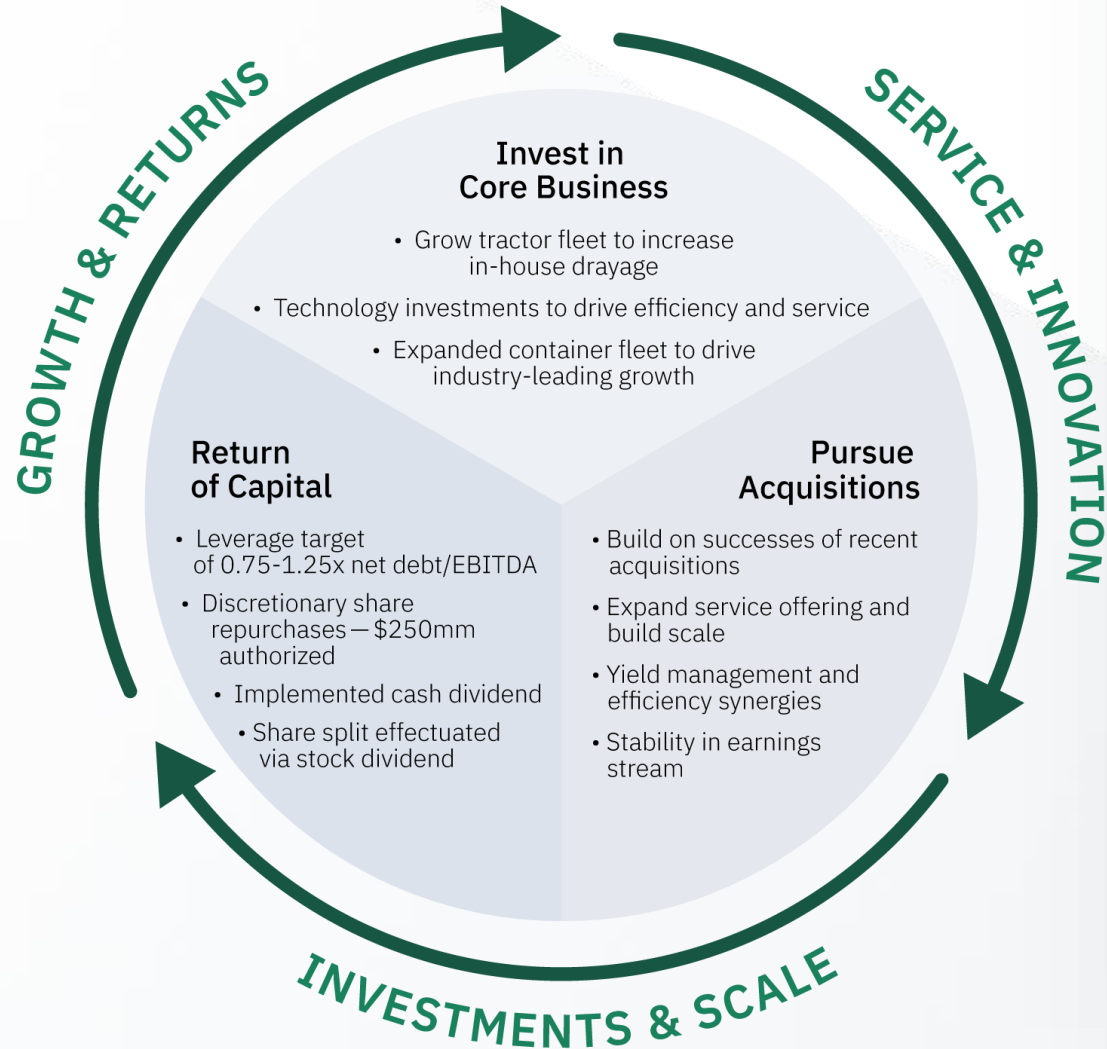 GROWTH & RETURNS
SERVICE & INNOVATION
Invest in
Core Business
• Grow tractor fleet to increase
in-house drayage
• Technology investments to drive efficiency and service
• Expanded container fleet to drive
industry-leading growth
Return
of Capital
• Leverage target
of 0.75-1.25x net debt/EBITDA
• Discretionary share
repurchases — $250mm
authorized
• Implemented cash dividend
• Share split effectuated
via stock dividend
Pursue
Acquisitions
• Build on successes of recent
acquisitions
• Expand service offering and
build scale
• Yield management and
efficiency synergies
• Stability in earnings
stream
INVESTMENTS & SCALE